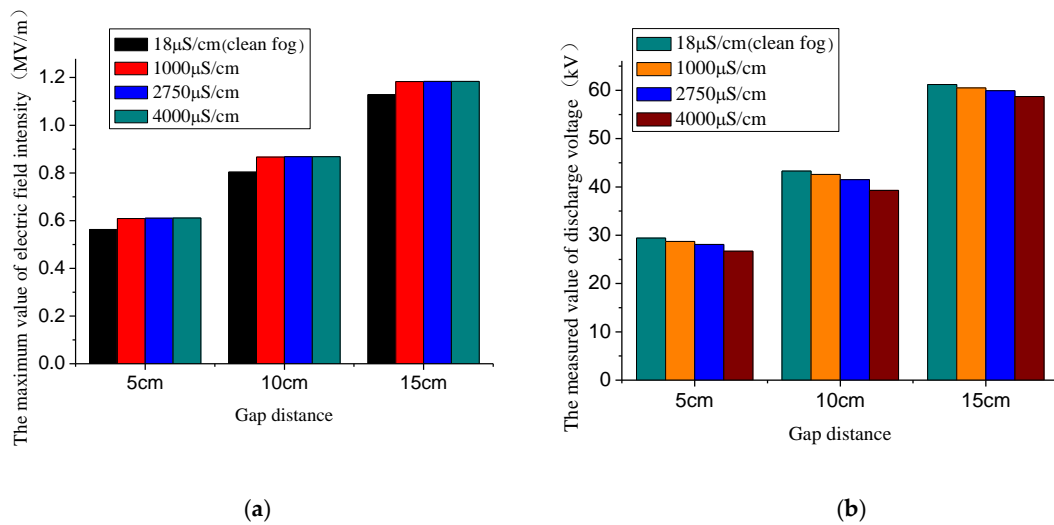 The maximum value of electric field intensity（MV/m）
18μS/cm(clean fog)
1000μS/cm
2750μS/cm
4000μS/cm
1.2
1.0
0.8
0.6
0.4
0.2
0.0
5cm 10cm 15cm
Gap distance
(a)
The measured value of discharge voltage（kV）
18μS/cm(clean fog)
1000μS/cm
2750μS/cm
4000μS/cm
60
50
40
30
20
10
0
5cm 10cm 15cm
Gap distance
(b)